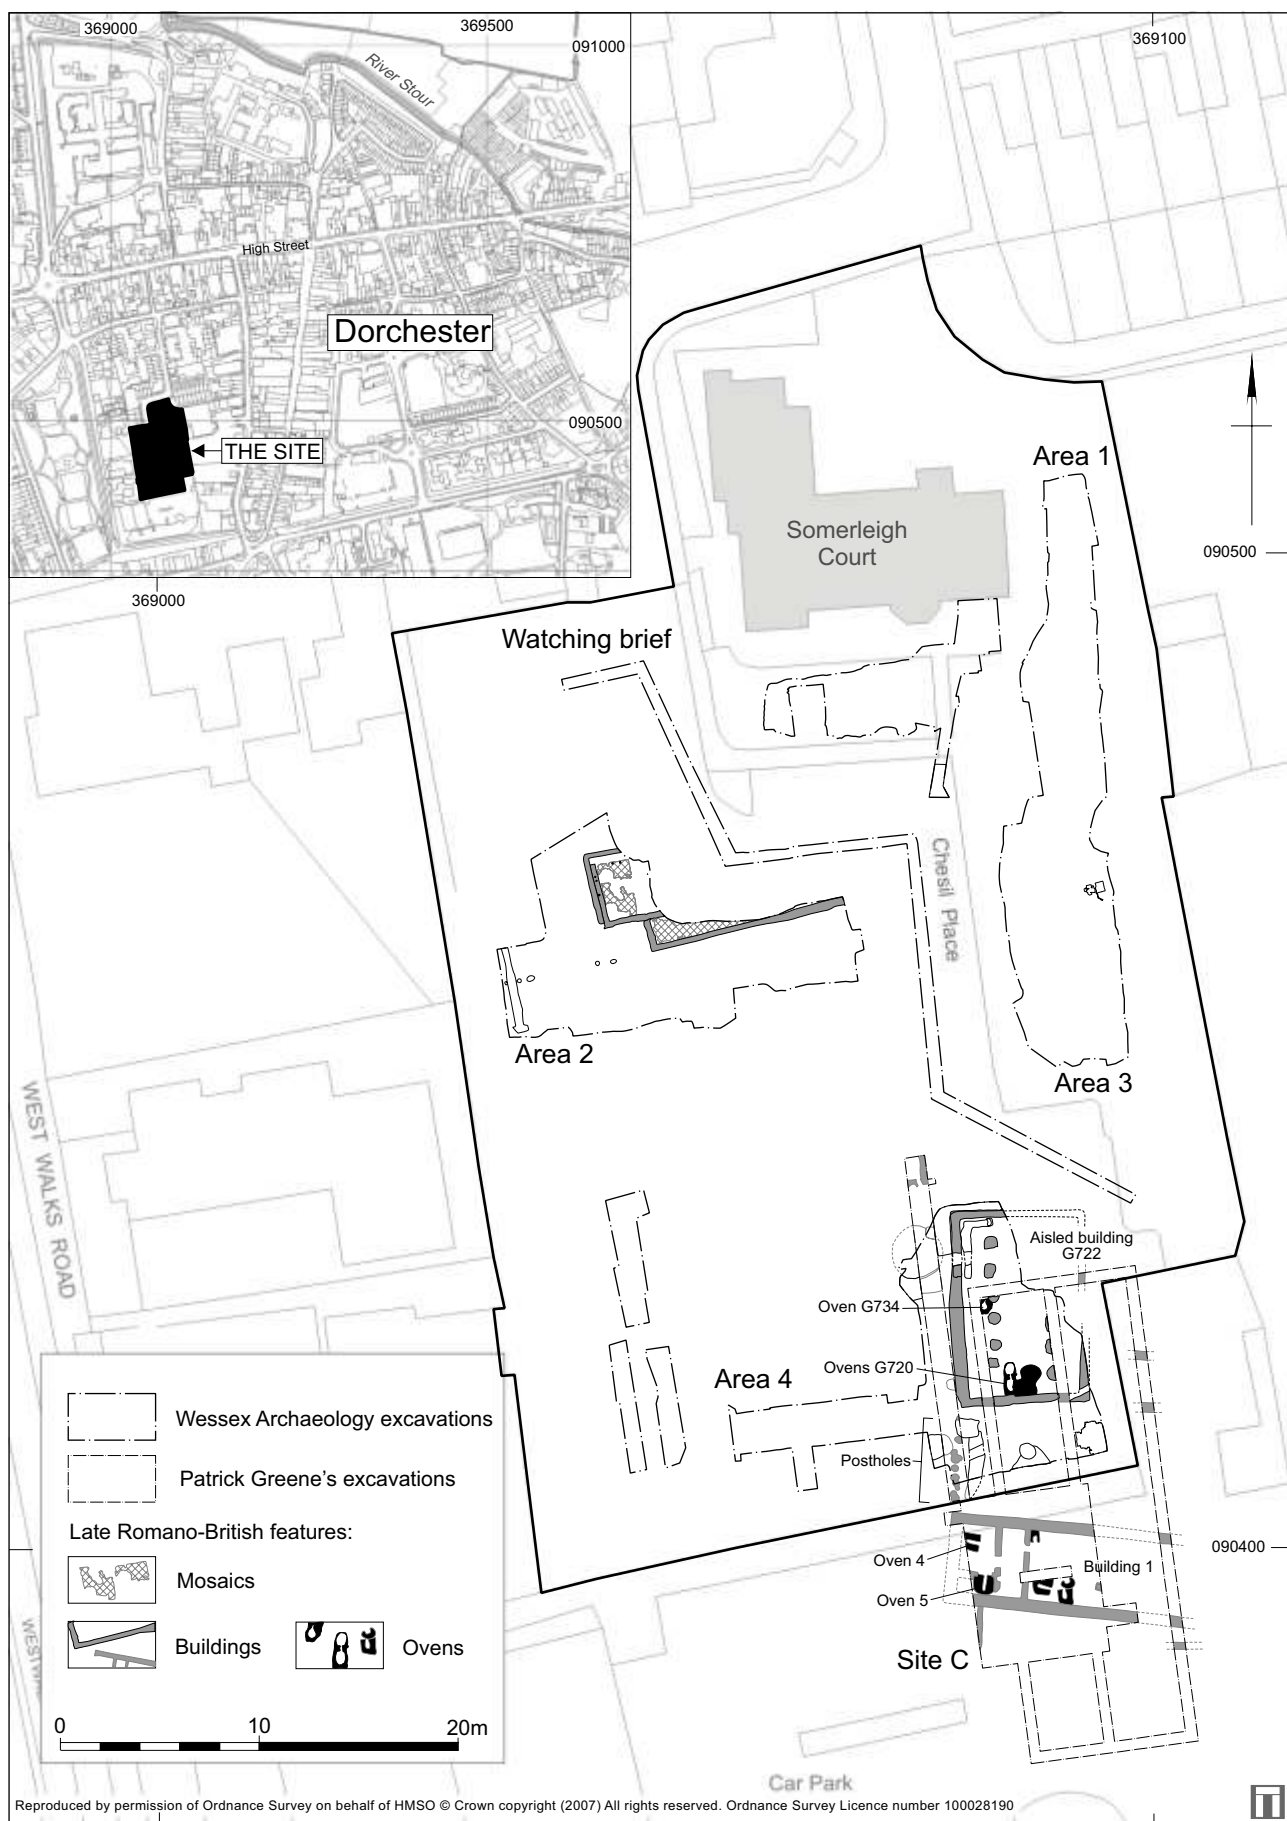 369000
369500
091000
River Stour
High Street
Dorchester
090500
THE SITE
369100
369000
Area 1
090500
Somerleigh
Court
Watching brief
Chesil Place
Area 2
Area 3
WEST WALKS ROAD
Aisled building
G722
Oven G734
Ovens G720
Area 4
Postholes
Oven 4
Building 1
Oven 5
090400
Site C
Car Park
Wessex Archaeology excavations
Patrick Greene's excavations
Late Romano-British features:
Mosaics
Buildings
Ovens
0 10 20m
Reproduced by permission of Ordnance Survey on behalf of HMSO © Crown copyright (2007) All rights reserved. Ordnance Survey Licence number 100028190